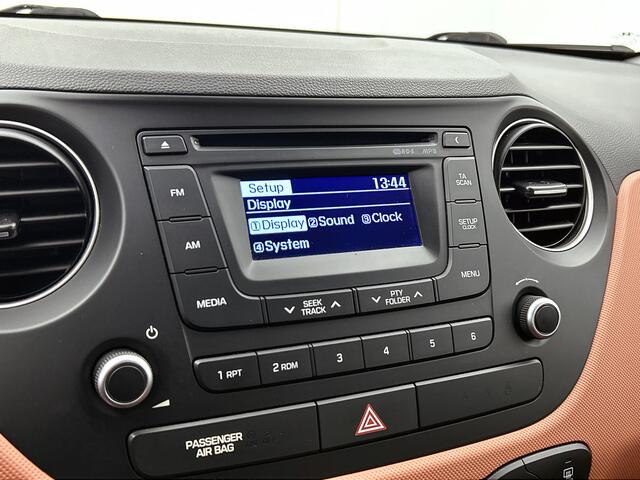 RDS MP3
FM
AM
MEDIA
Setup 13:44
Display
①Display ②Sound ③Clock
④System
TA
SCAN
SETUP
CLOCK
MENU
SEEK
TRACK
PTY
FOLDER
1 RPT
2 RDM
3
4
5
6
PASSENGER
AIR BAG